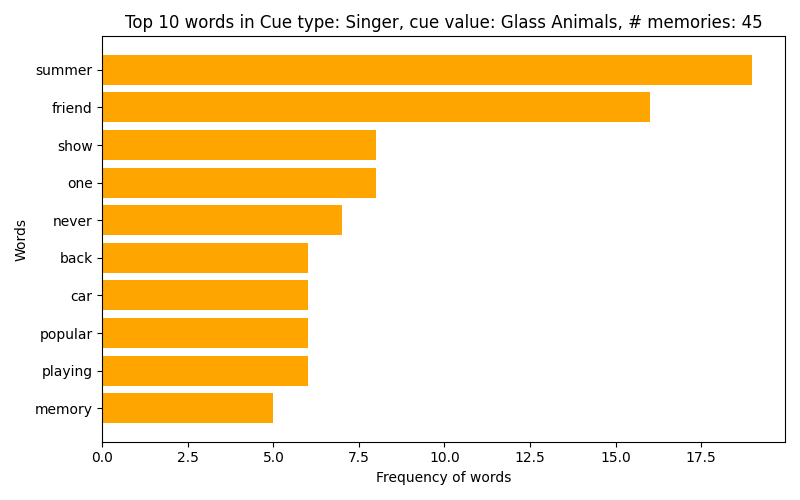 Top 10 words in Cue type: Singer, cue value: Glass Animals, # memories: 45
summer
friend
show
one
never
back
car
popular
playing
memory
Words
0.0 2.5 5.0 7.5 10.0 12.5 15.0 17.5
Frequency of words